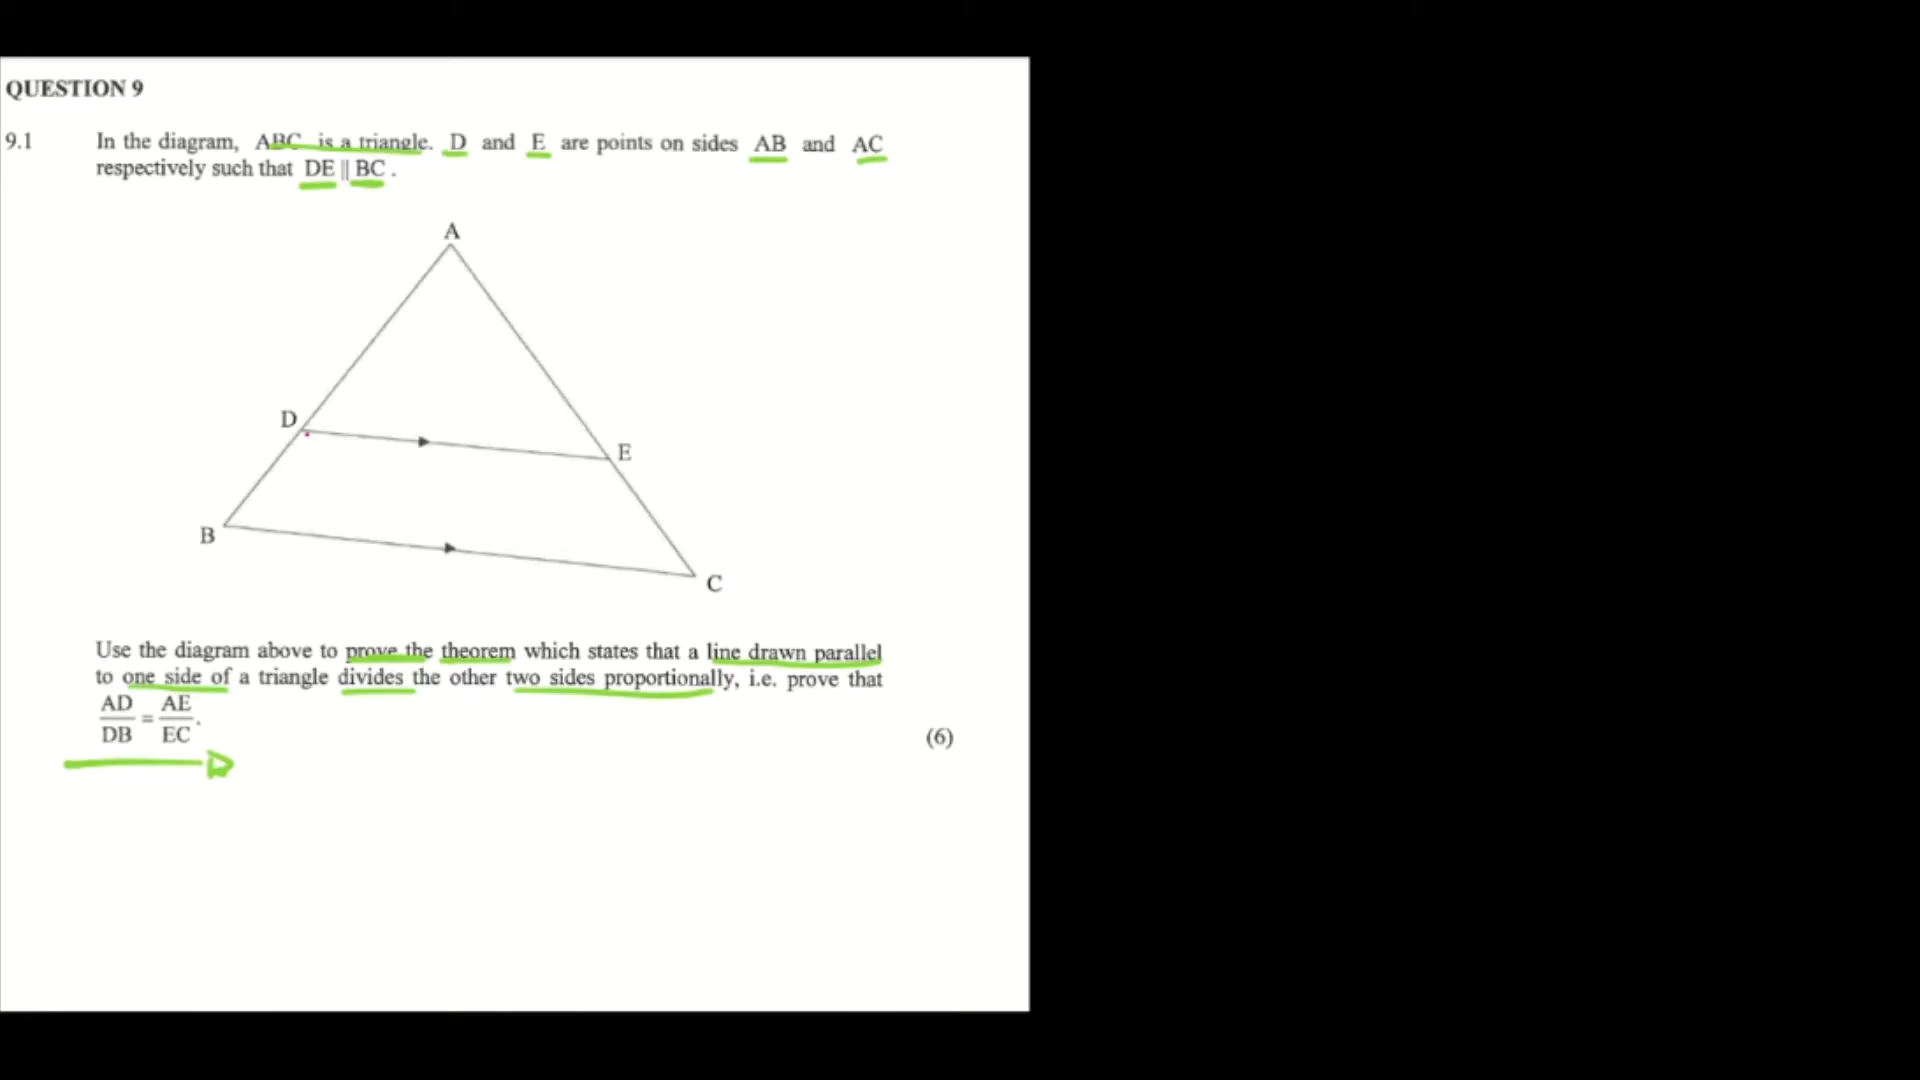 QUESTION 9
9.1 In the diagram, ABC is a triangle. D and E are points on sides AB and AC
respectively such that DE || BC .
A
D
E
B
C
Use the diagram above to prove the theorem which states that a line drawn parallel
to one side of a triangle divides the other two sides proportionally, i.e. prove that
AD/DB = AE/EC.
(6)